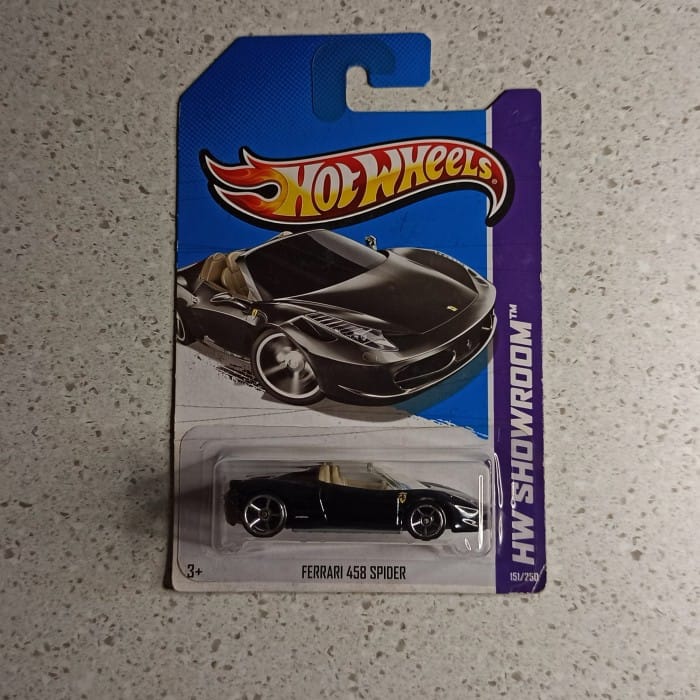 HOT WHEELS®
HW SHOWROOM™
3+
FERRARI 458 SPIDER
151/250